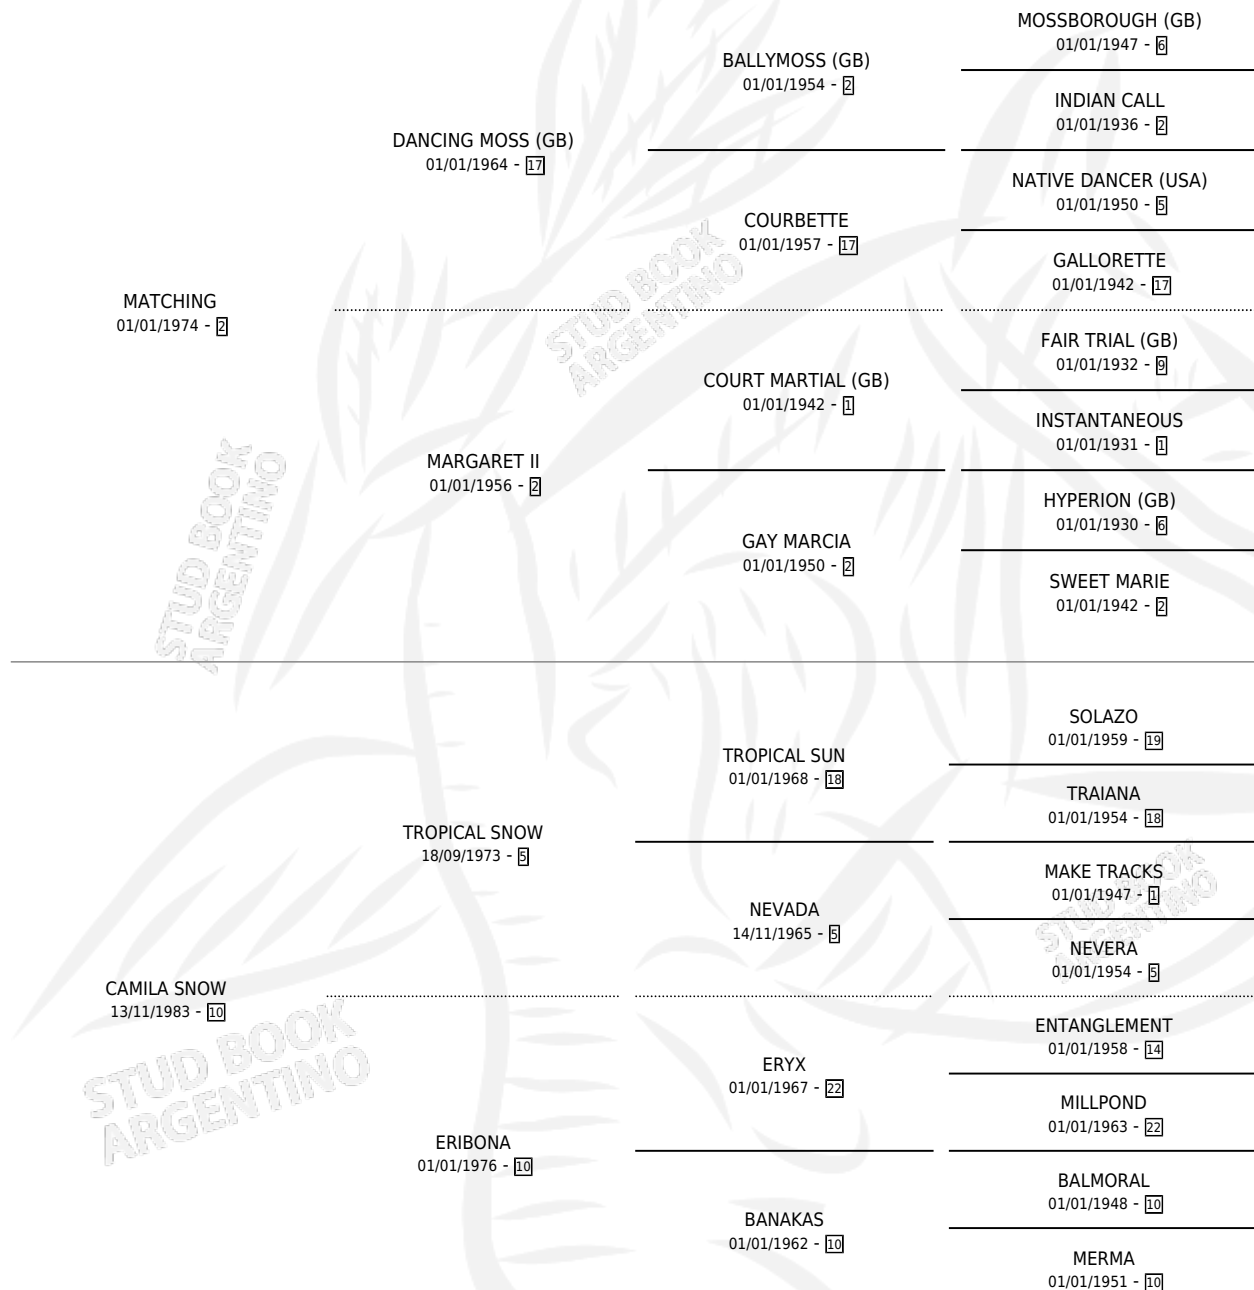 MOSSBOROUGH (GB)
01/01/1947 - 6
BALLYMOSS (GB)
01/01/1954 - 2
INDIAN CALL
01/01/1936 - 2
DANCING MOSS (GB)
01/01/1964 - 17
NATIVE DANCER (USA)
01/01/1950 - 5
COURBETTE
01/01/1957 - 17
GALLORETTE
01/01/1942 - 17
MATCHING
01/01/1974 - 2
FAIR TRIAL (GB)
01/01/1932 - 9
COURT MARTIAL (GB)
01/01/1942 - 1
INSTANTANEOUS
01/01/1931 - 1
MARGARET II
01/01/1956 - 2
HYPERION (GB)
01/01/1930 - 6
GAY MARCIA
01/01/1950 - 2
SWEET MARIE
01/01/1942 - 2
SOLAZO
01/01/1959 - 19
TROPICAL SUN
01/01/1968 - 18
TRAIANA
01/01/1954 - 18
TROPICAL SNOW
18/09/1973 - 5
MAKE TRACKS
01/01/1947 - 1
NEVADA
14/11/1965 - 5
NEVERA
01/01/1954 - 5
CAMILA SNOW
13/11/1983 - 10
ENTANGLEMENT
01/01/1958 - 14
ERYX
01/01/1967 - 22
MILLPOND
01/01/1963 - 22
ERIBONA
01/01/1976 - 10
BALMORAL
01/01/1948 - 10
BANAKAS
01/01/1962 - 10
MERMA
01/01/1951 - 10
STUD BOOK
ARGENTINO
STUD BOOK
ARGENTINO
STUD BOOK
ARGENTINO
STUD BOOK
ARGENTINO